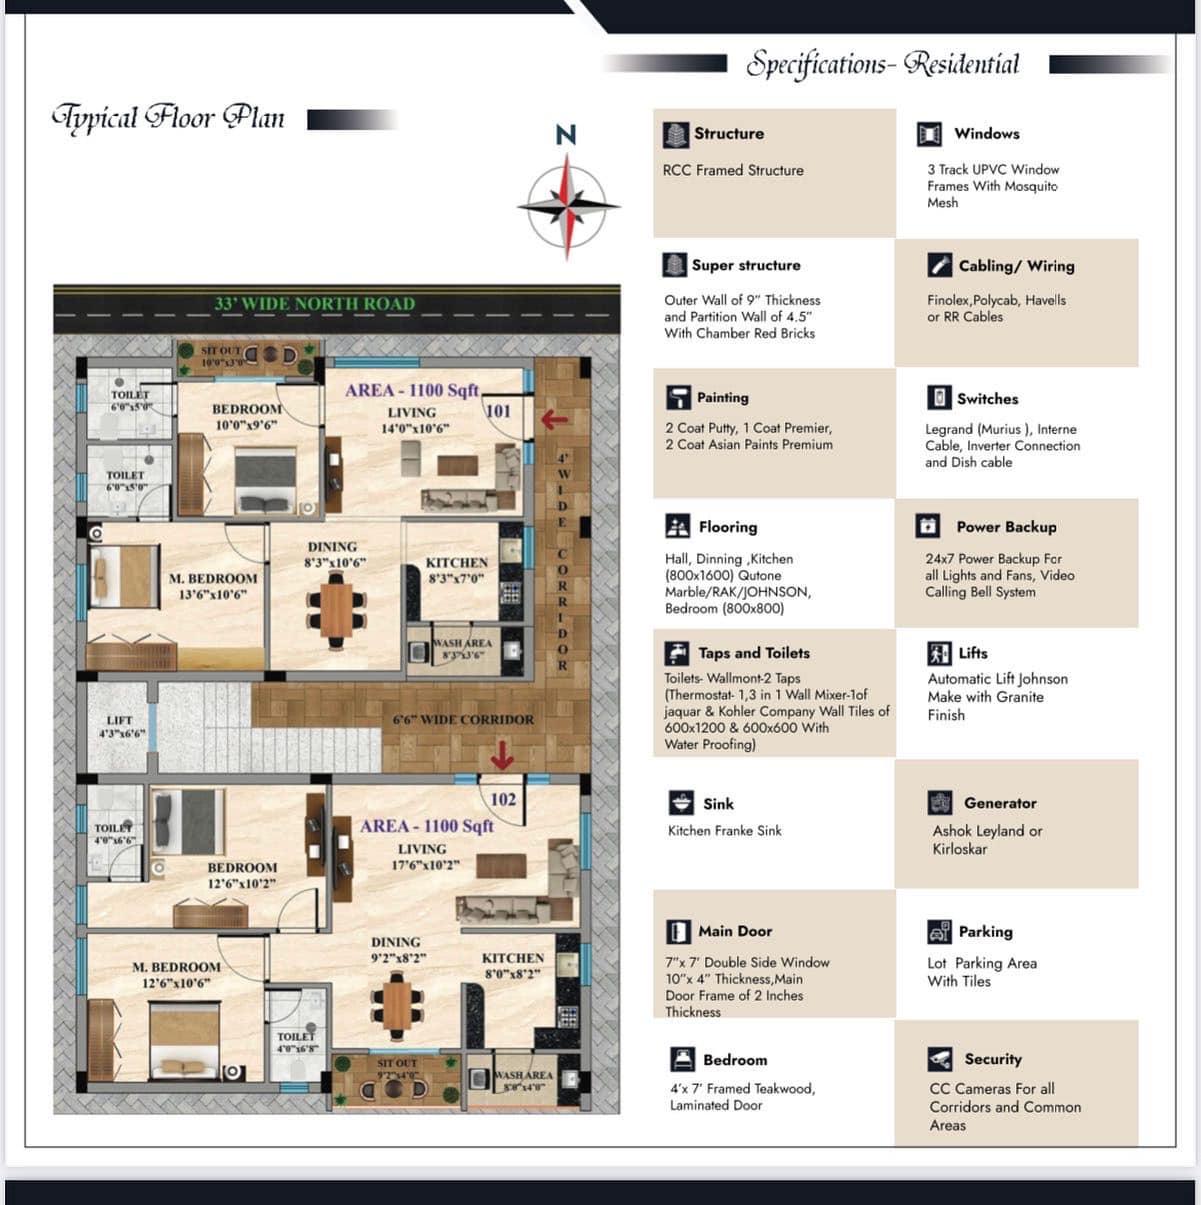 Specifications- Residential
Typical Floor Plan
N
33' WIDE NORTH ROAD
SIT OUT
10'0"x3'0"
TOILET
6'0"x5'0"
BEDROOM
10'0"x9'6"
AREA - 1100 Sqft
LIVING
14'0"x10'6"
101
TOILET
6'0"x5'0"
4' WIDE CORRIDOR
M. BEDROOM
13'6"x10'6"
DINING
8'3"x10'6"
KITCHEN
8'3"x7'0"
WASH AREA
8'3"x3'6"
LIFT
4'3"x6'6"
6'6" WIDE CORRIDOR
102
TOILET
4'0"x6'6"
AREA - 1100 Sqft
LIVING
17'6"x10'2"
BEDROOM
12'6"x10'2"
DINING
9'2"x8'2"
KITCHEN
8'0"x8'2"
M. BEDROOM
12'6"x10'6"
TOILET
4'0"x6'8"
SIT OUT
9'2"x4'0"
WASH AREA
8'0"x4'0"
Structure
RCC Framed Structure
Windows
3 Track UPVC Window
Frames With Mosquito
Mesh
Super structure
Outer Wall of 9" Thickness
and Partition Wall of 4.5"
With Chamber Red Bricks
Cabling/ Wiring
Finolex,Polycab, Havells
or RR Cables
Painting
2 Coat Putty, 1 Coat Premier,
2 Coat Asian Paints Premium
Switches
Legrand (Murius ), Interne
Cable, Inverter Connection
and Dish cable
Flooring
Hall, Dinning ,Kitchen
(800x1600) Qutone
Marble/RAK/JOHNSON,
Bedroom (800x800)
Power Backup
24x7 Power Backup For
all Lights and Fans, Video
Calling Bell System
Taps and Toilets
Toilets- Wallmont-2 Taps
(Thermostat- 1,3 in 1 Wall Mixer-1of
jaquar & Kohler Company Wall Tiles of
600x1200 & 600x600 With
Water Proofing)
Lifts
Automatic Lift Johnson
Make with Granite
Finish
Sink
Kitchen Franke Sink
Generator
Ashok Leyland or
Kirloskar
Main Door
7"x 7' Double Side Window
10"x 4" Thickness,Main
Door Frame of 2 Inches
Thickness
Parking
Lot Parking Area
With Tiles
Bedroom
4'x 7' Framed Teakwood,
Laminated Door
Security
CC Cameras For all
Corridors and Common
Areas